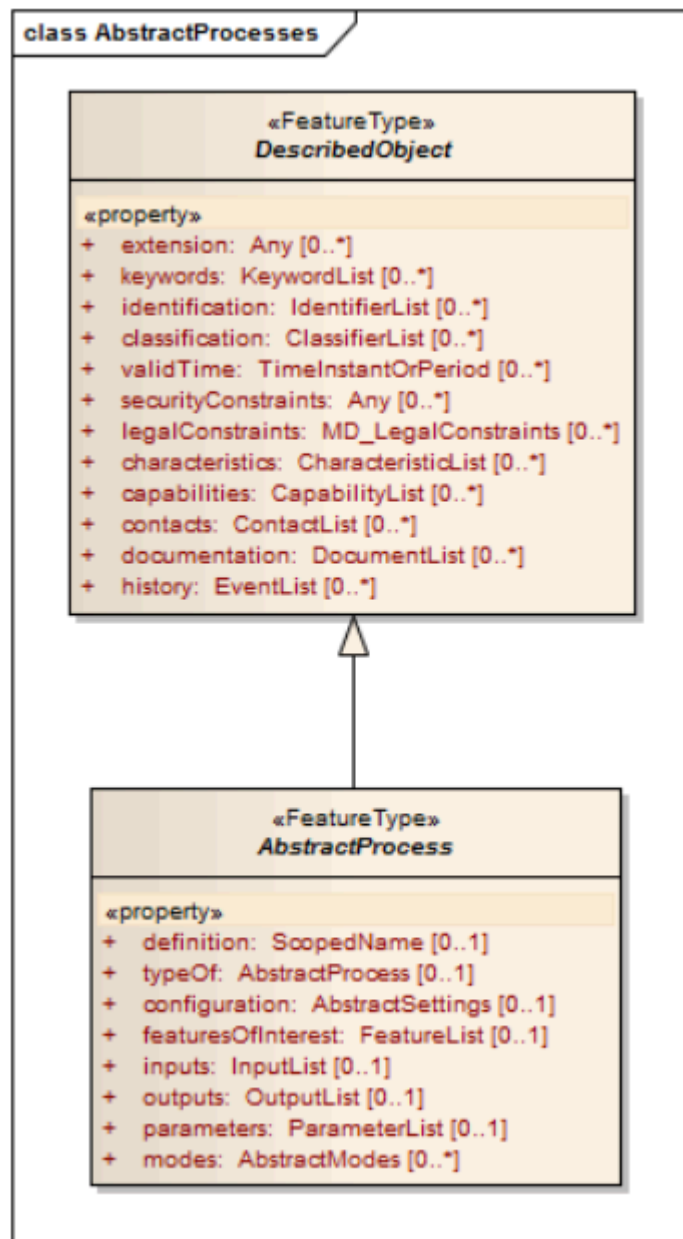 class AbstractProcesses
«FeatureType»
DescribedObject
«property»
+ extension: Any [0..*]
+ keywords: KeywordList [0..*]
+ identification: IdentifierList [0..*]
+ classification: ClassifierList [0..*]
+ validTime: TimeInstantOrPeriod [0..*]
+ securityConstraints: Any [0..*]
+ legalConstraints: MD_LegalConstraints [0..*]
+ characteristics: CharacteristicList [0..*]
+ capabilities: CapabilityList [0..*]
+ contacts: ContactList [0..*]
+ documentation: DocumentList [0..*]
+ history: EventList [0..*]
«FeatureType»
AbstractProcess
«property»
+ definition: ScopedName [0..1]
+ typeOf: AbstractProcess [0..1]
+ configuration: AbstractSettings [0..1]
+ featuresOfInterest: FeatureList [0..1]
+ inputs: InputList [0..1]
+ outputs: OutputList [0..1]
+ parameters: ParameterList [0..1]
+ modes: AbstractModes [0..*]